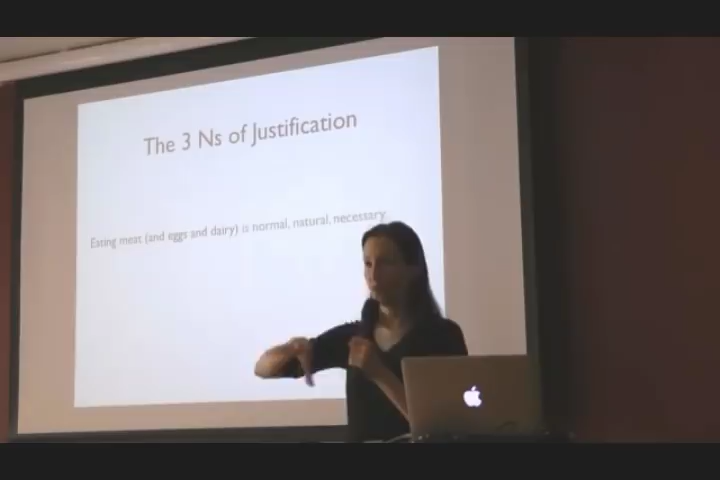 The 3 Ns of Justification
Eating meat (and eggs and dairy) is normal, natural, necessary